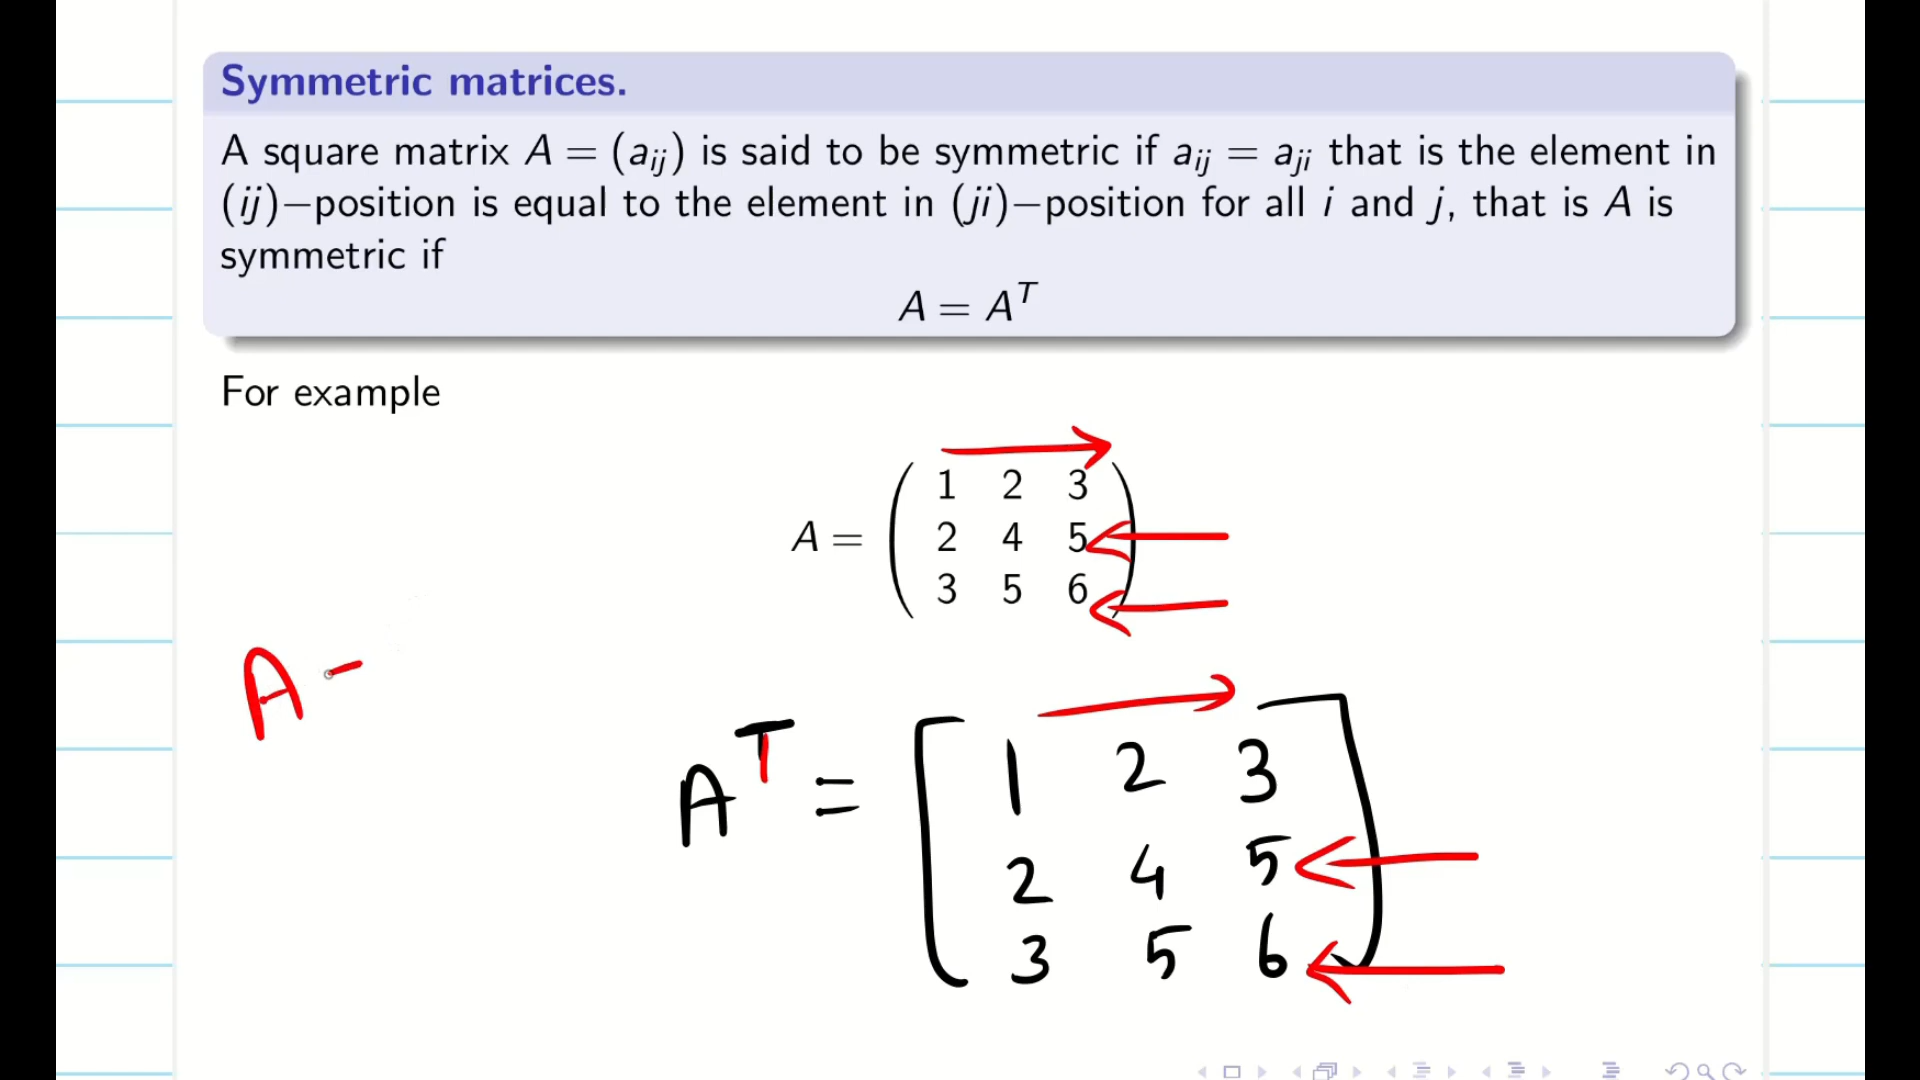 Symmetric matrices.
A square matrix A = (a_ij) is said to be symmetric if a_ij = a_ji that is the element in
(ij)−position is equal to the element in (ji)−position for all i and j, that is A is
symmetric if
A = A^T
For example
1 2 3
A = 2 4 5
3 5 6
A -
1 2 3
A^T = 2 4 5
3 5 6